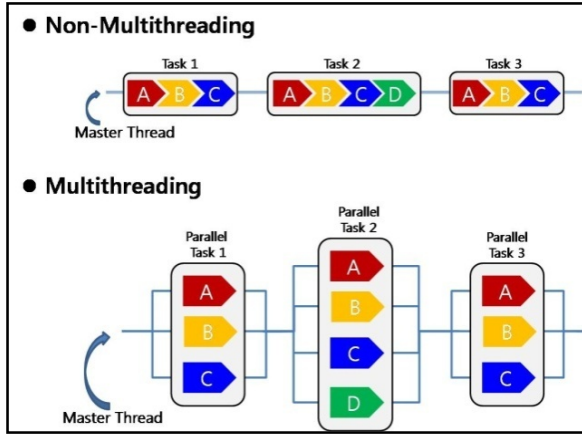 ● Non-Multithreading
Task 1
Task 2
Task 3
A B C
A B C D
A B C
Master Thread
● Multithreading
Parallel
Task 1
Parallel
Task 2
Parallel
Task 3
A
B
C
A
B
C
D
A
B
C
Master Thread